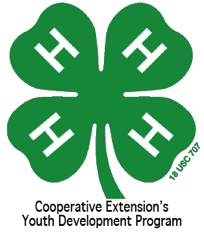 H H
H H
18 USC 707
Cooperative Extension's
Youth Development Program